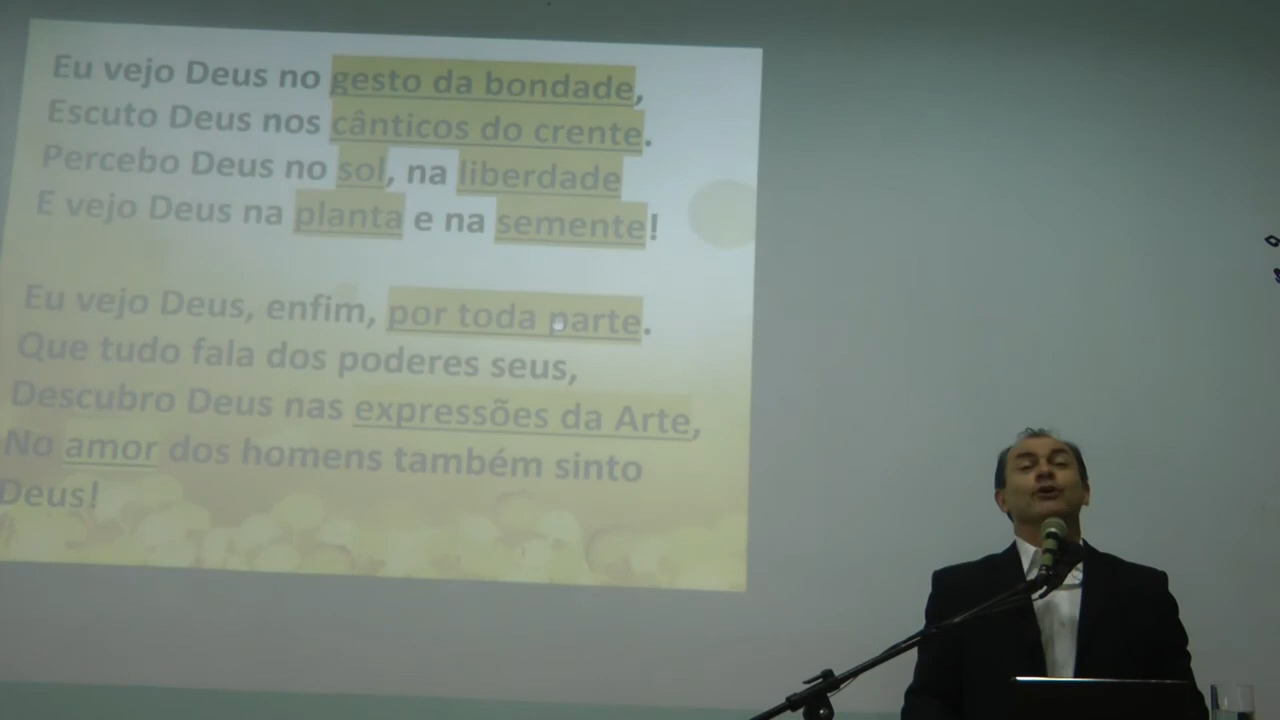 Eu vejo Deus no gesto da bondade,
Escuto Deus nos cânticos do crente.
Percebo Deus no sol, na liberdade
E vejo Deus na planta e na semente!
Eu vejo Deus, enfim, por toda parte.
Que tudo fala dos poderes seus,
Descubro Deus nas expressões da Arte,
No amor dos homens também sinto
Deus!